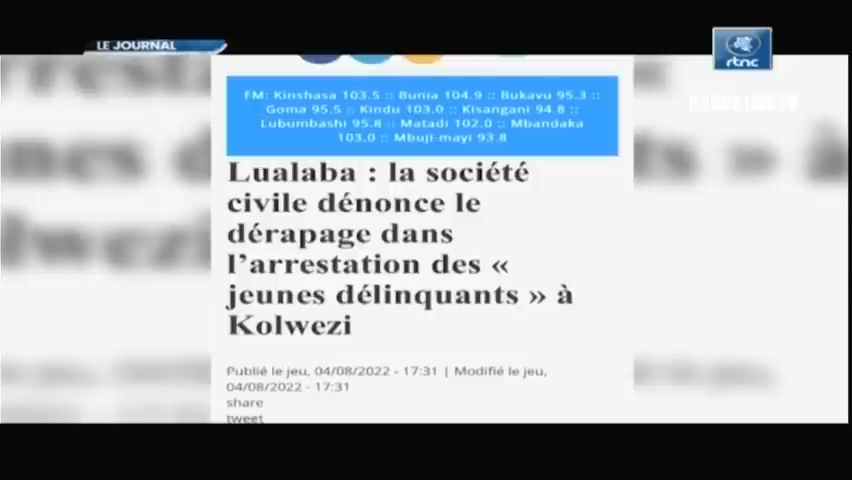 LE JOURNAL
rtnc
FM: Kinshasa 103.5 :: Bunia 104.9 :: Bukavu 95.3 ::
Goma 95.5 :: Kindu 103.0 :: Kisangani 94.8 ::
Lubumbashi 95.8 :: Matadi 102.0 :: Mbandaka
103.0 :: Mbuji-mayi 93.8
Lualaba : la société
civile dénonce le
dérapage dans
l’arrestation des «
jeunes délinquants » à
Kolwezi
Publié le jeu, 04/08/2022 - 17:31 | Modifié le jeu,
04/08/2022 - 17:31
share
tweet